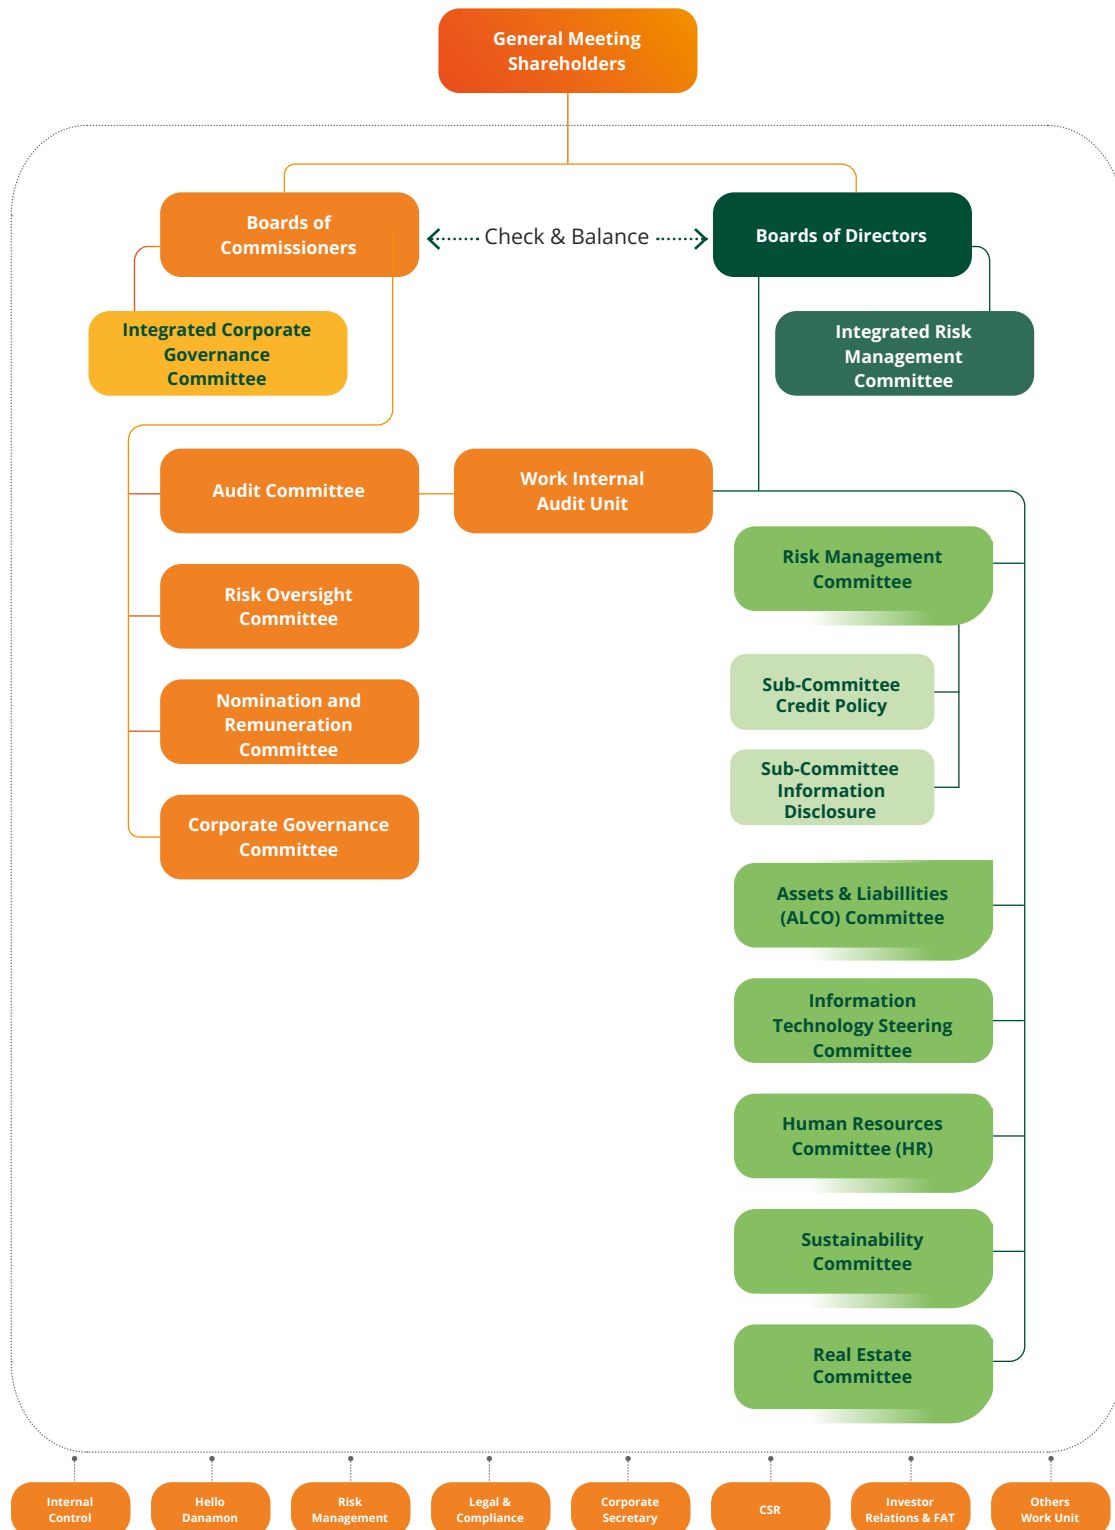 General Meeting
Shareholders
Boards of
Commissioners
Check & Balance
Boards of Directors
Integrated Corporate
Governance
Committee
Integrated Risk
Management
Committee
Audit Committee
Work Internal
Audit Unit
Risk Oversight
Committee
Nomination and
Remuneration
Committee
Corporate Governance
Committee
Risk Management
Committee
Sub-Committee
Credit Policy
Sub-Committee
Information
Disclosure
Assets & Liabillities
(ALCO) Committee
Information
Technology Steering
Committee
Human Resources
Committee (HR)
Sustainability
Committee
Real Estate
Committee
Internal
Control
Hello
Danamon
Risk
Management
Legal &
Compliance
Corporate
Secretary
CSR
Investor
Relations & FAT
Others
Work Unit